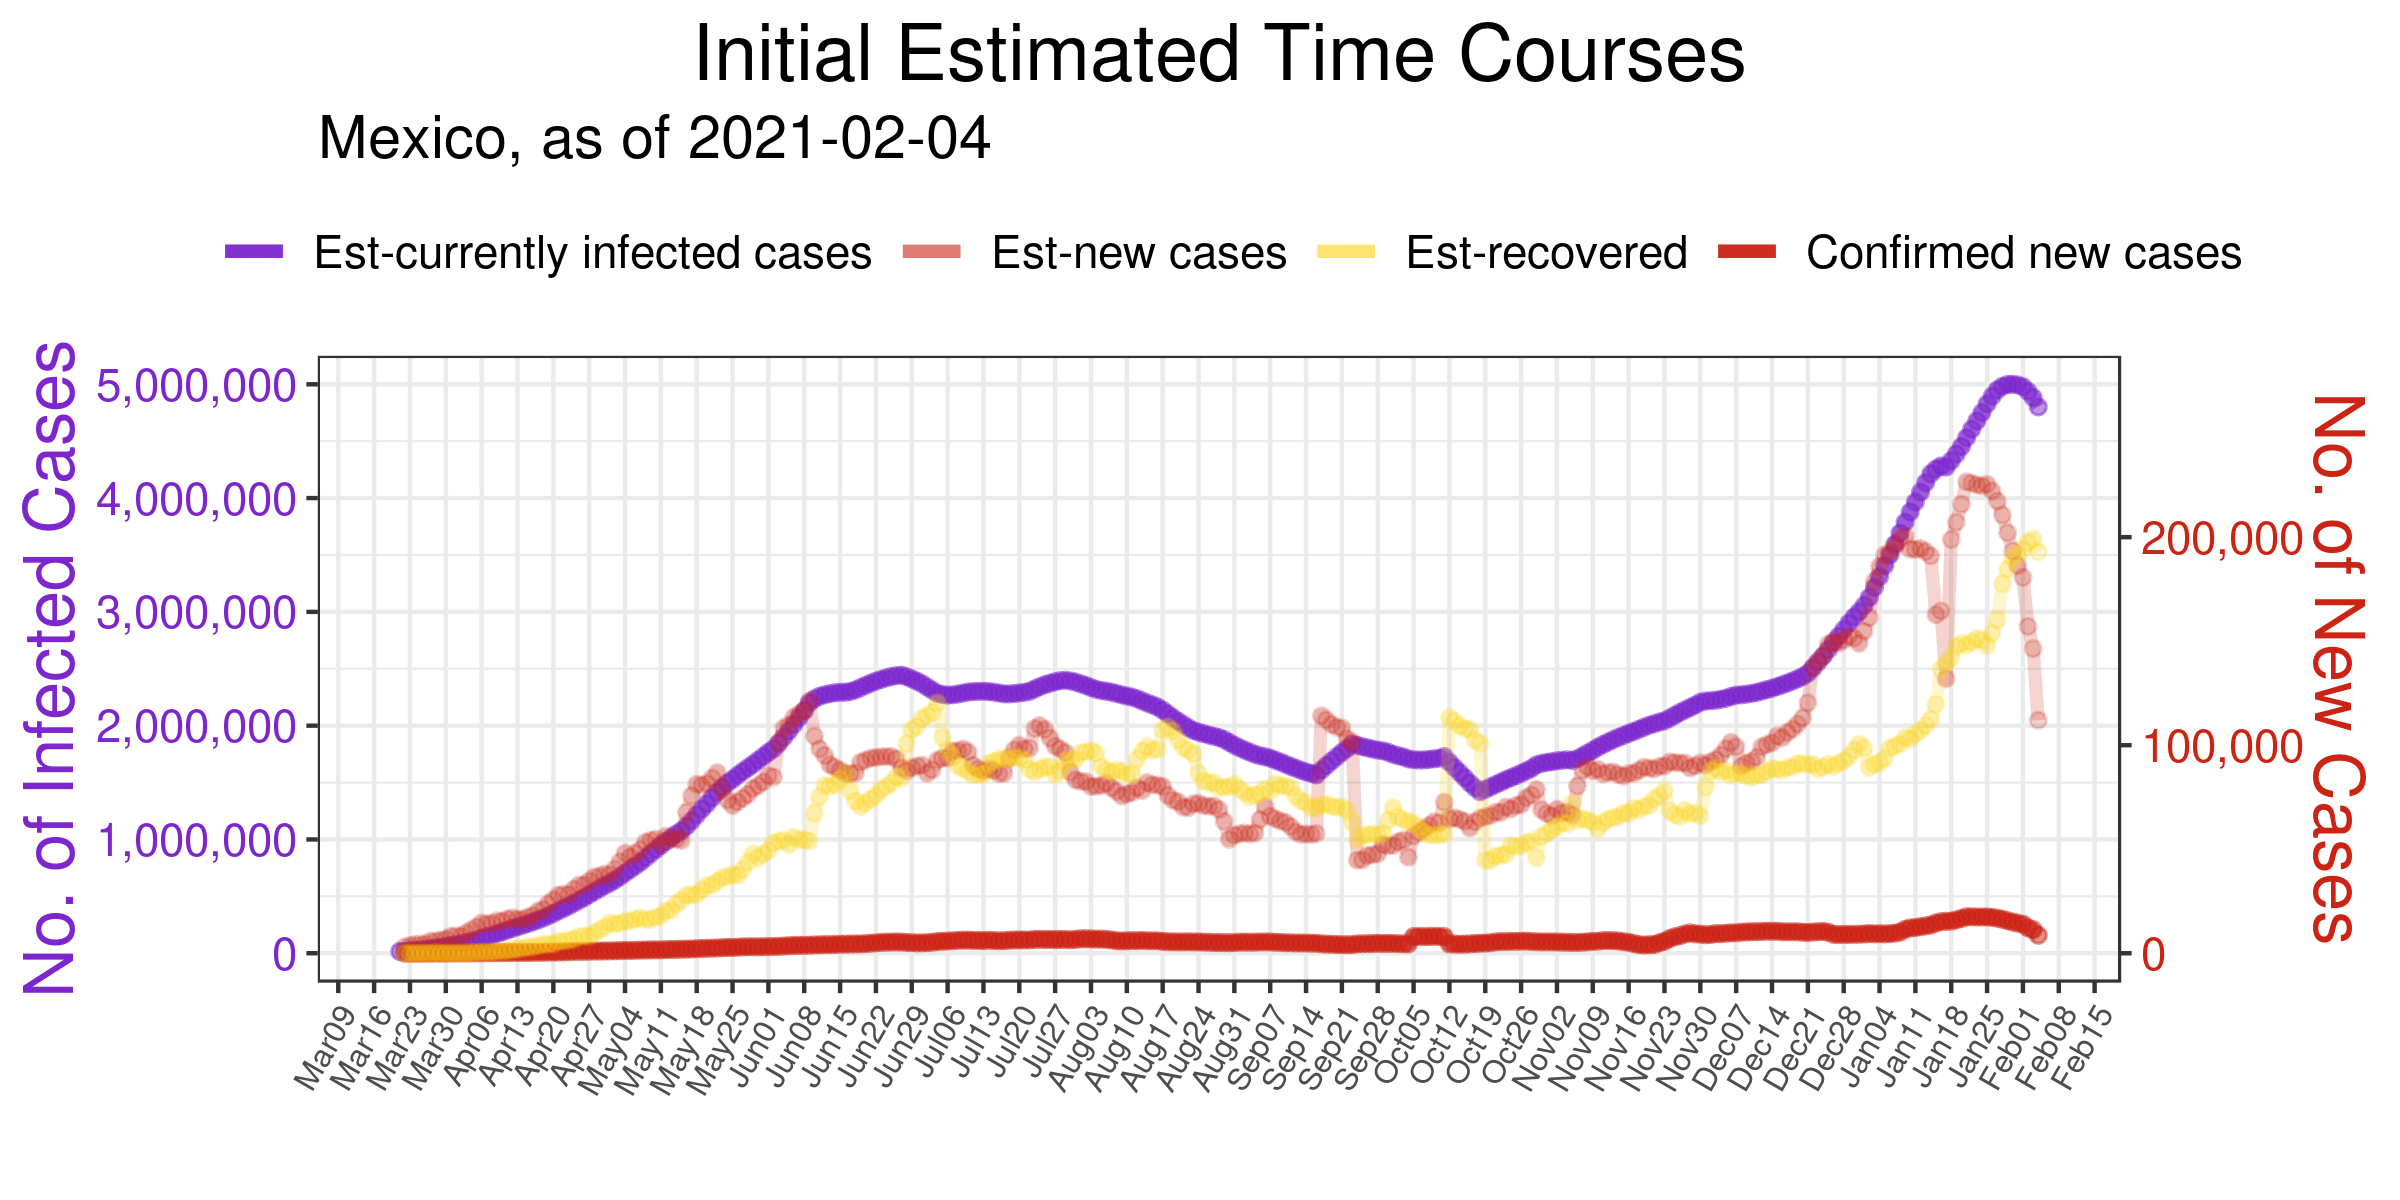 Initial Estimated Time Courses
Mexico, as of 2021-02-04
Est-currently infected cases Est-new cases Est-recovered Confirmed new cases
No. of Infected Cases
5,000,000
4,000,000
3,000,000
2,000,000
1,000,000
0
200,000
100,000
0
No. of New Cases
Mar09 Mar16 Mar23 Mar30 Apr06 Apr13 Apr20 Apr27 May04 May11 May18 May25 Jun01 Jun08 Jun15 Jun22 Jun29 Jul06 Jul13 Jul20 Jul27 Aug03 Aug10 Aug17 Aug24 Aug31 Sep07 Sep14 Sep21 Sep28 Oct05 Oct12 Oct19 Oct26 Nov02 Nov09 Nov16 Nov23 Nov30 Dec07 Dec14 Dec21 Dec28 Jan04 Jan11 Jan18 Jan25 Feb01 Feb08 Feb15